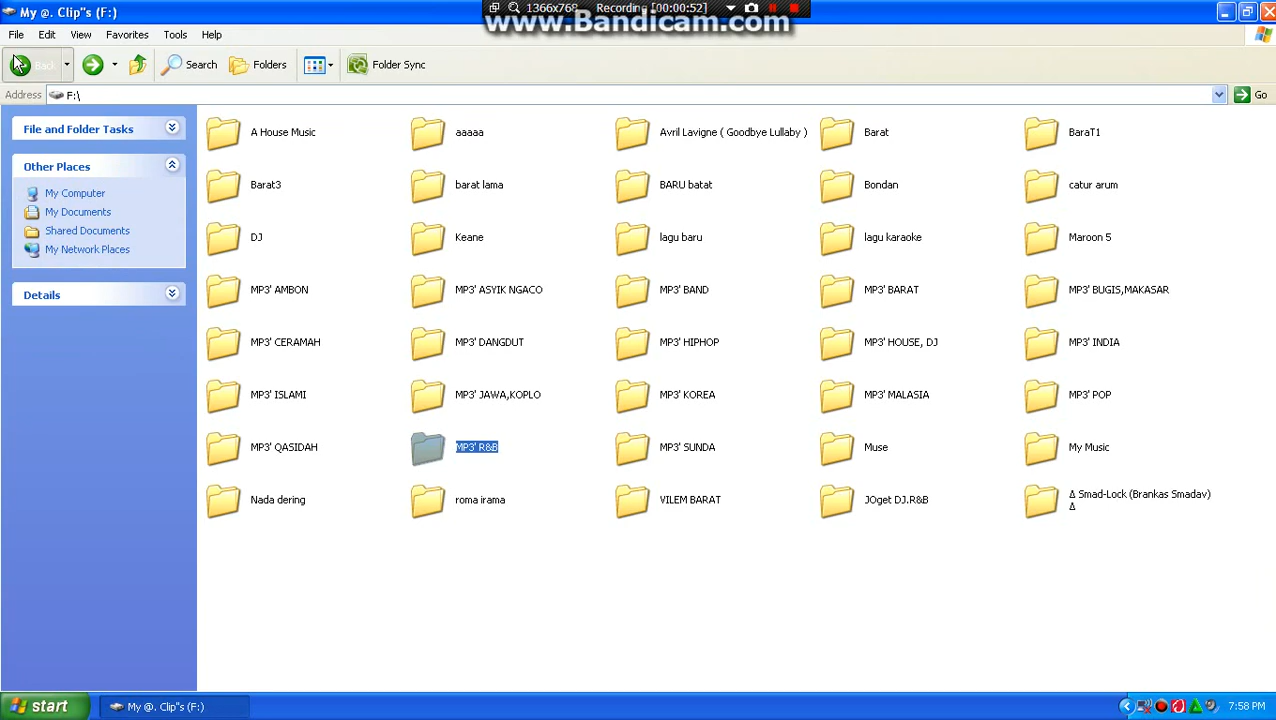 My @. Clip"s (F:)
1366x768 Recording [00:00:52]
www.Bandicam.com
File Edit View Favorites Tools Help
Back Search Folders Folder Sync
Address F:\ Go
File and Folder Tasks
Other Places
My Computer
My Documents
Shared Documents
My Network Places
Details
A House Music aaaaa Avril Lavigne ( Goodbye Lullaby ) Barat BaraT1
Barat3 barat lama BARU batat Bondan catur arum
DJ Keane lagu baru lagu karaoke Maroon 5
MP3' AMBON MP3' ASYIK NGACO MP3' BAND MP3' BARAT MP3' BUGIS,MAKASAR
MP3' CERAMAH MP3' DANGDUT MP3' HIPHOP MP3' HOUSE, DJ MP3' INDIA
MP3' ISLAMI MP3' JAWA,KOPLO MP3' KOREA MP3' MALASIA MP3' POP
MP3' QASIDAH MP3' R&B MP3' SUNDA Muse My Music
Nada dering roma irama VILEM BARAT JOget DJ.R&B Δ Smad-Lock (Brankas Smadav)
Δ
start My @. Clip"s (F:) 7:58 PM